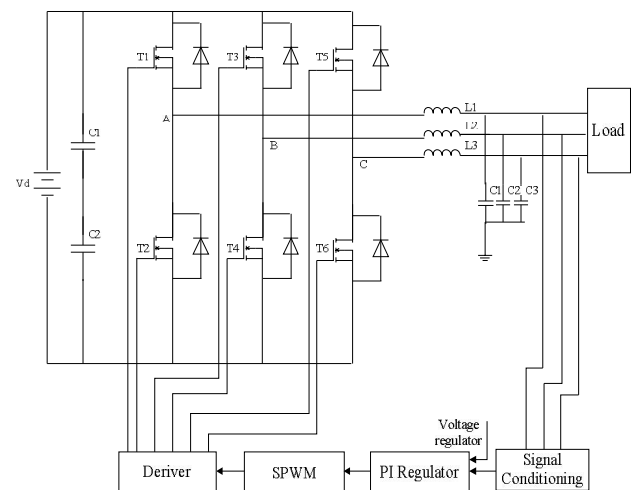 T1
T3
T5
L1
A
C1
L2
Load
B
L3
Vd
C
C1 C2 C3
C2
T2
T4
T6
Voltage
regulator
Deriver
SPWM
PI Regulator
Signal
Conditioning